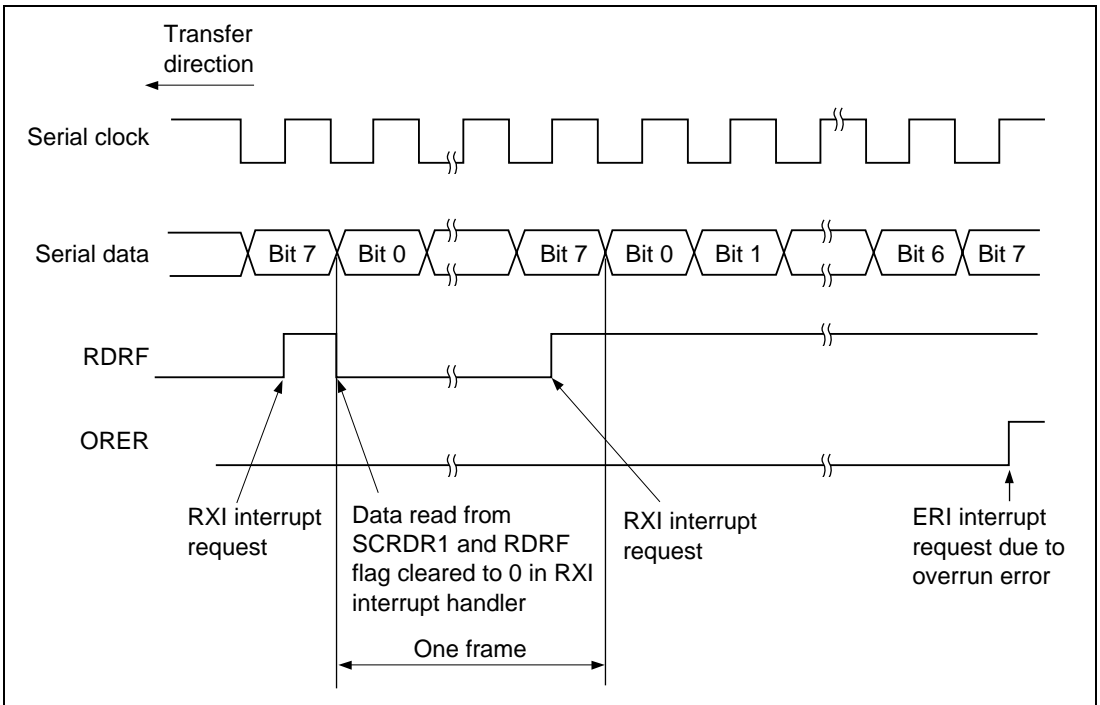 Transfer
direction
Serial clock
Serial data
Bit 7
Bit 0
Bit 7
Bit 0
Bit 1
Bit 6
Bit 7
RDRF
ORER
RXI interrupt
request
Data read from
SCRDR1 and RDRF
flag cleared to 0 in RXI
interrupt handler
RXI interrupt
request
ERI interrupt
request due to
overrun error
One frame